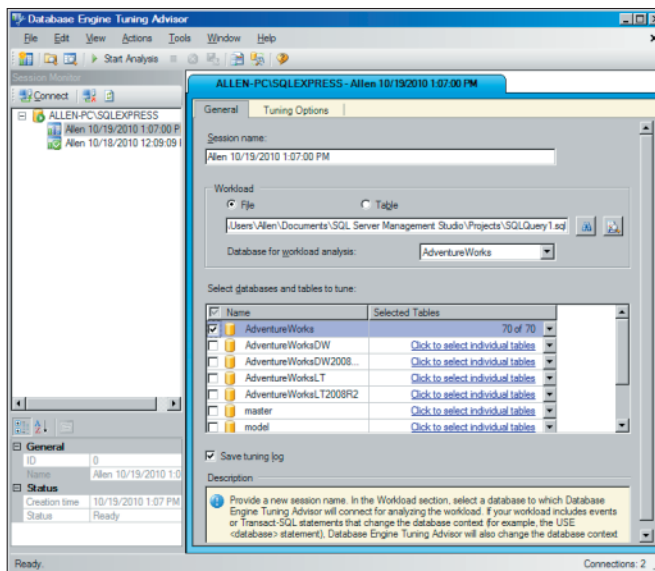 Database Engine Tuning Advisor
File Edit View Actions Tools Window Help
Start Analysis
Session Monitor
Connect
ALLEN-PC\SQLEXPRESS
Allen 10/19/2010 1:07:00 P
Allen 10/18/2010 12:09:09
ALLEN-PC\SQLEXPRESS - Allen 10/19/2010 1:07:00 PM
General Tuning Options
Session name:
Allen 10/19/2010 1:07:00 PM
Workload
File Table
\Users\Allen\Documents\SQL Server Management Studio\Projects\SQLQuery1.sql
Database for workload analysis: AdventureWorks
Select databases and tables to tune:
Name Selected Tables
AdventureWorks 70 of 70
AdventureWorksDW Click to select individual tables
AdventureWorksDW2008... Click to select individual tables
AdventureWorksLT Click to select individual tables
AdventureWorksLT2008R2 Click to select individual tables
master Click to select individual tables
model Click to select individual tables
Save tuning log
Description
Provide a new session name. In the Workload section, select a database to which Database
Engine Tuning Advisor will connect for analyzing the workload. If your workload includes events
or Transact-SQL statements that change the database context (for example, the USE
<database> statement), Database Engine Tuning Advisor will also change the database context
General
ID 0
Name Allen 10/19/2010 1:0
Status
Creation time 10/19/2010 1:07 PM
Status Ready
Ready.
Connections: 2